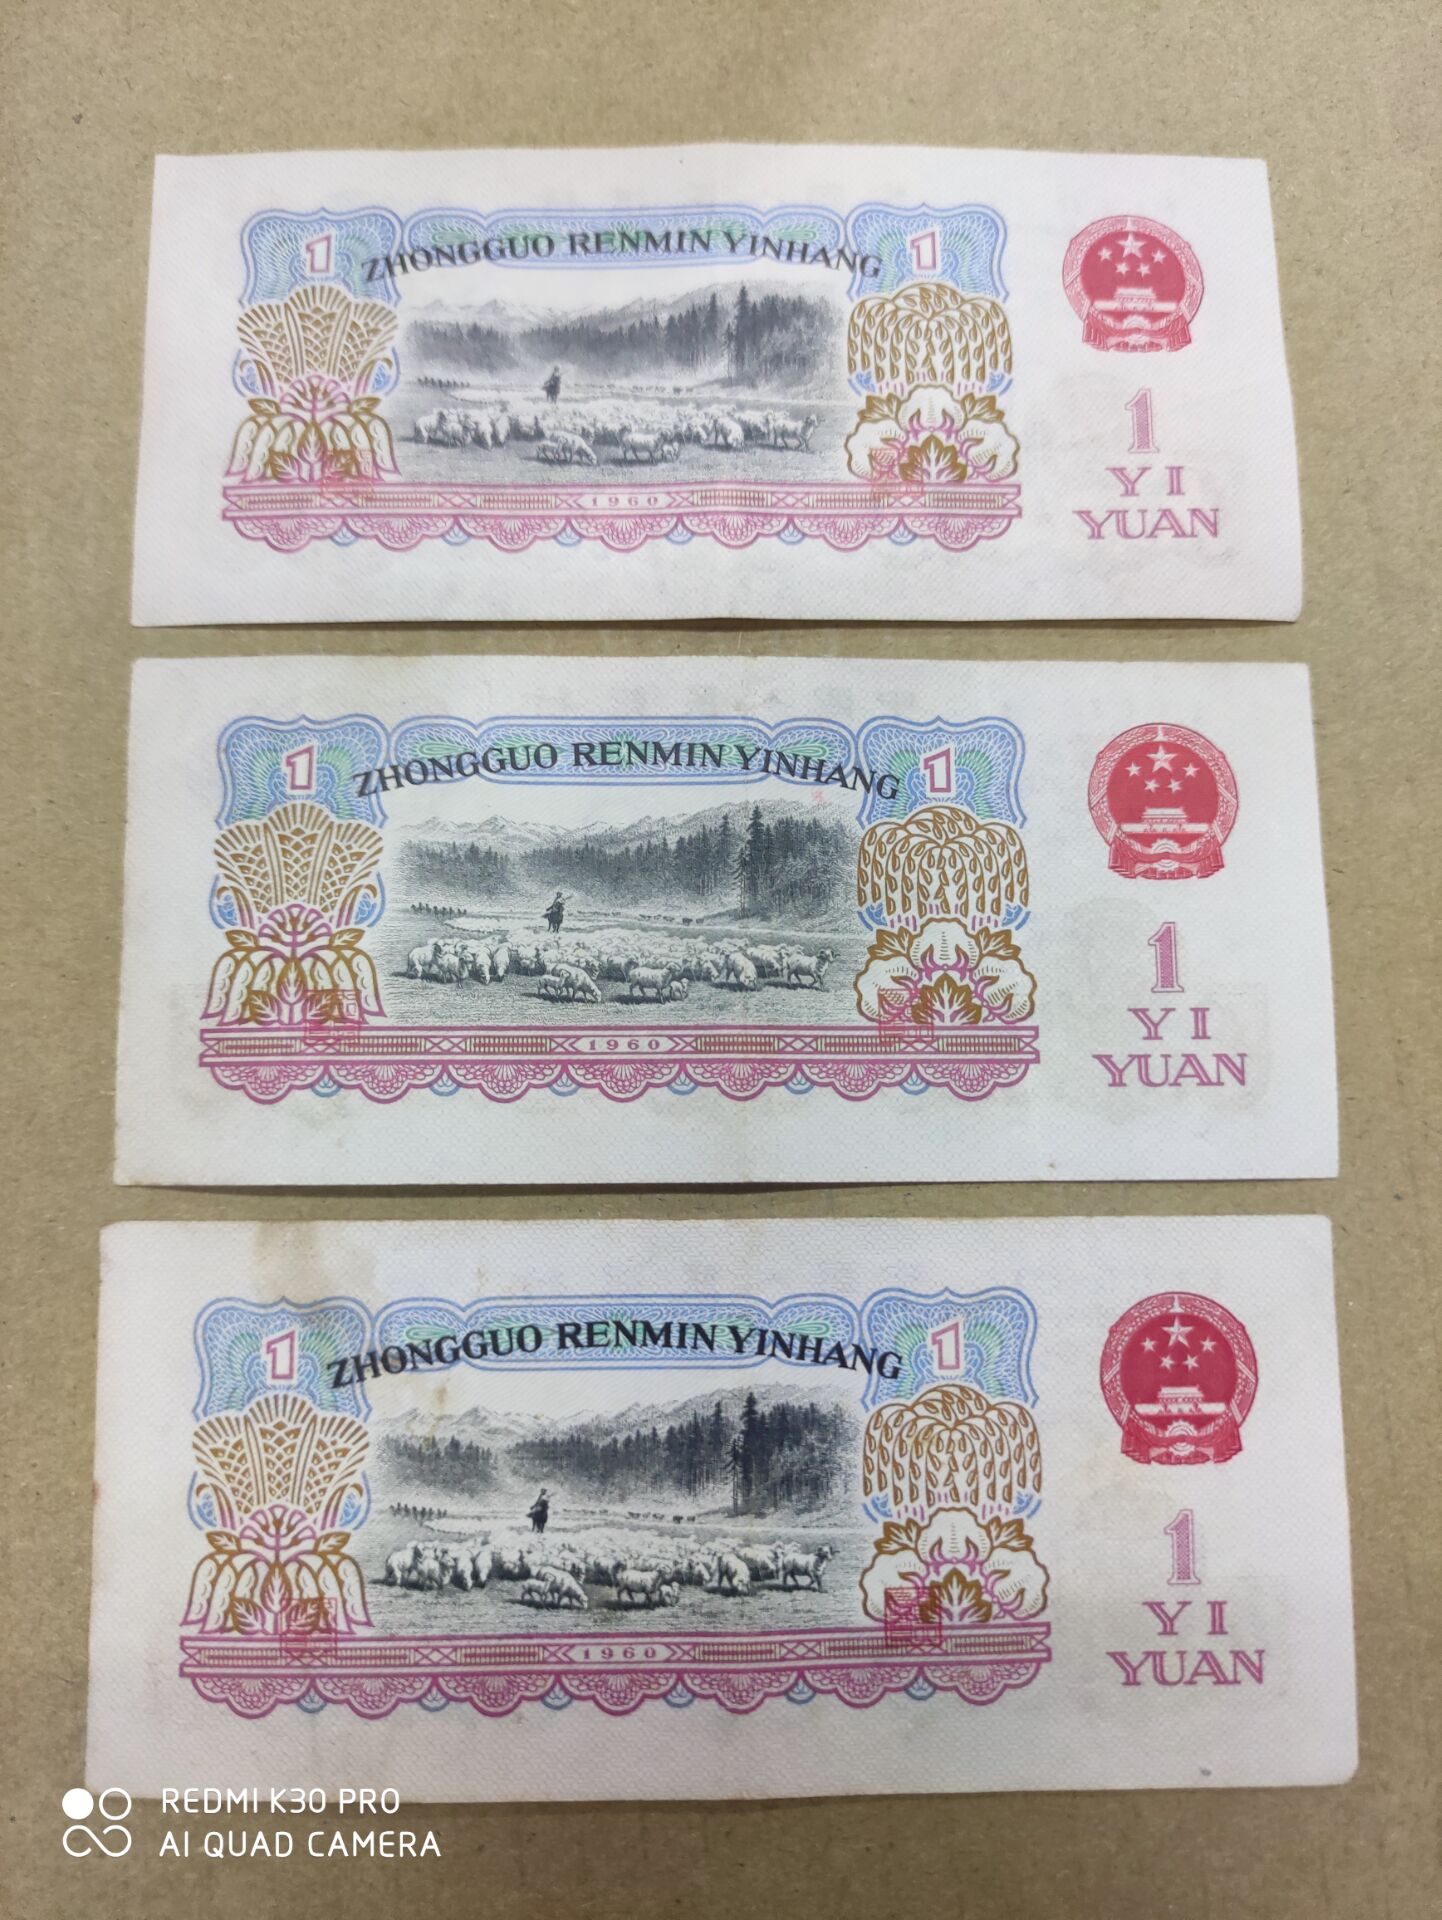 1 ZHONGGUO RENMIN YINHANG 1
1960
1
YI
YUAN
1 ZHONGGUO RENMIN YINHANG 1
1960
1
YI
YUAN
1 ZHONGGUO RENMIN YINHANG 1
1960
1
YI
YUAN
REDMI K30 PRO
AI QUAD CAMERA